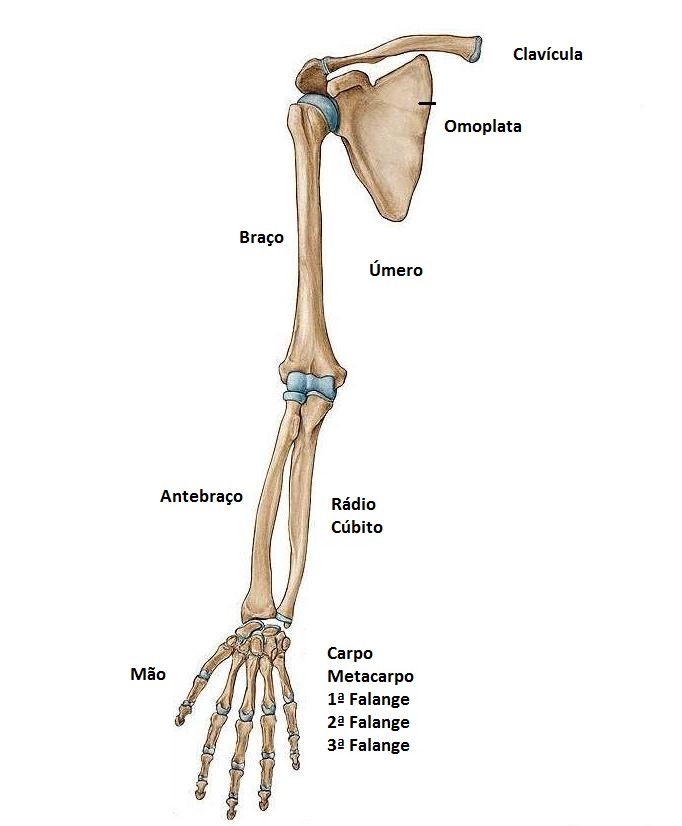 Clavícula
Omoplata
Braço
Úmero
Antebraço
Rádio
Cúbito
Mão
Carpo
Metacarpo
1ª Falange
2ª Falange
3ª Falange